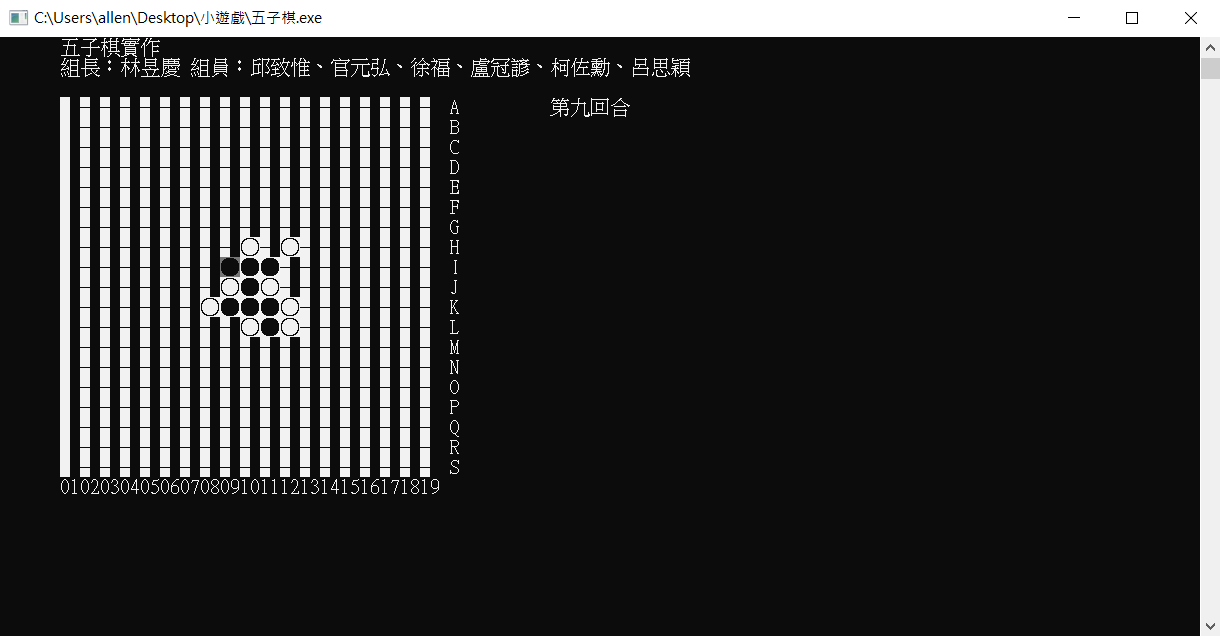 C:\Users\allen\Desktop\小遊戲\五子棋.exe
五子棋實作
組長：林昱慶 組員：邱致惟、官元弘、徐福、盧冠諺、柯佐勳、呂思穎
A
第九回合
B
C
D
E
F
G
H
I
J
K
L
M
N
O
P
Q
R
S
01020304050607080910111213141516171819